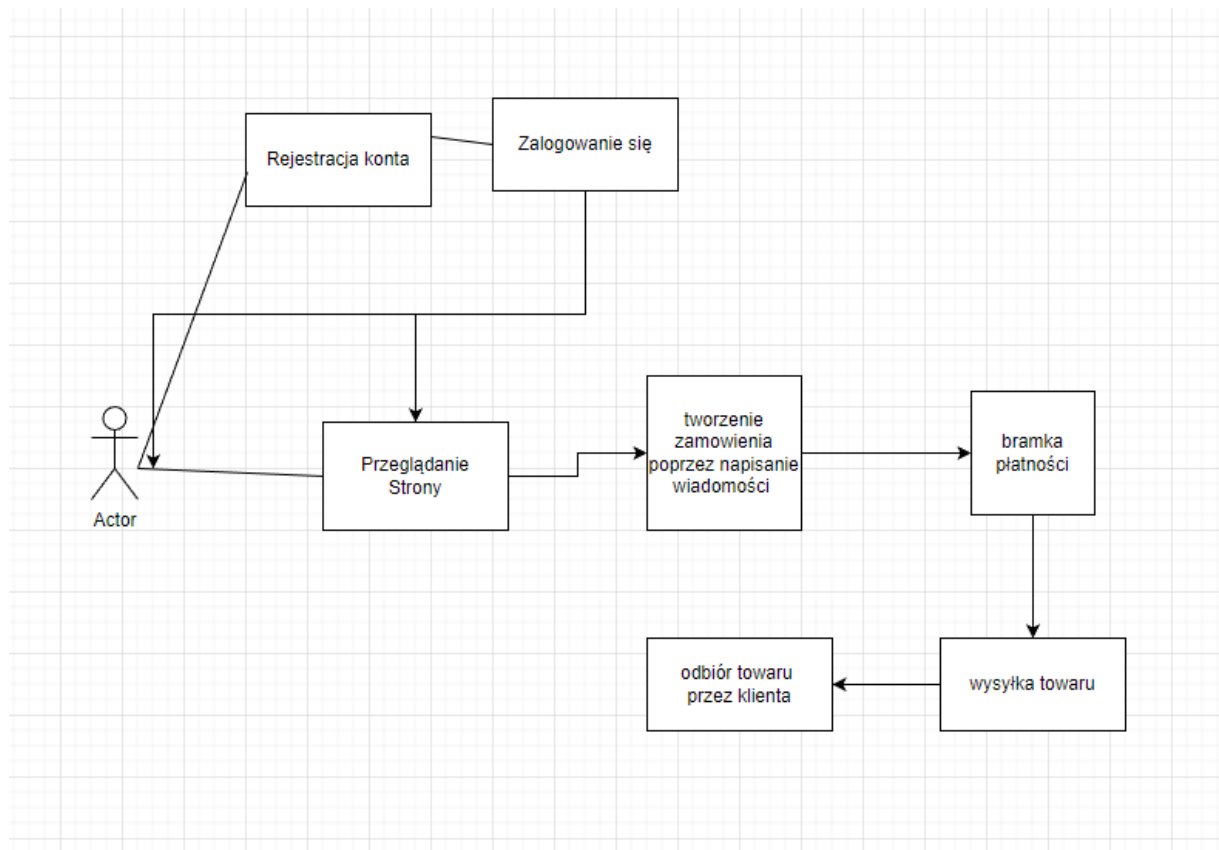 Rejestracja konta
Zalogowanie się
Actor
Przeglądanie
Strony
tworzenie
zamowienia
poprzez napisanie
wiadomości
bramka
płatności
odbiór towaru
przez klienta
wysyłka towaru